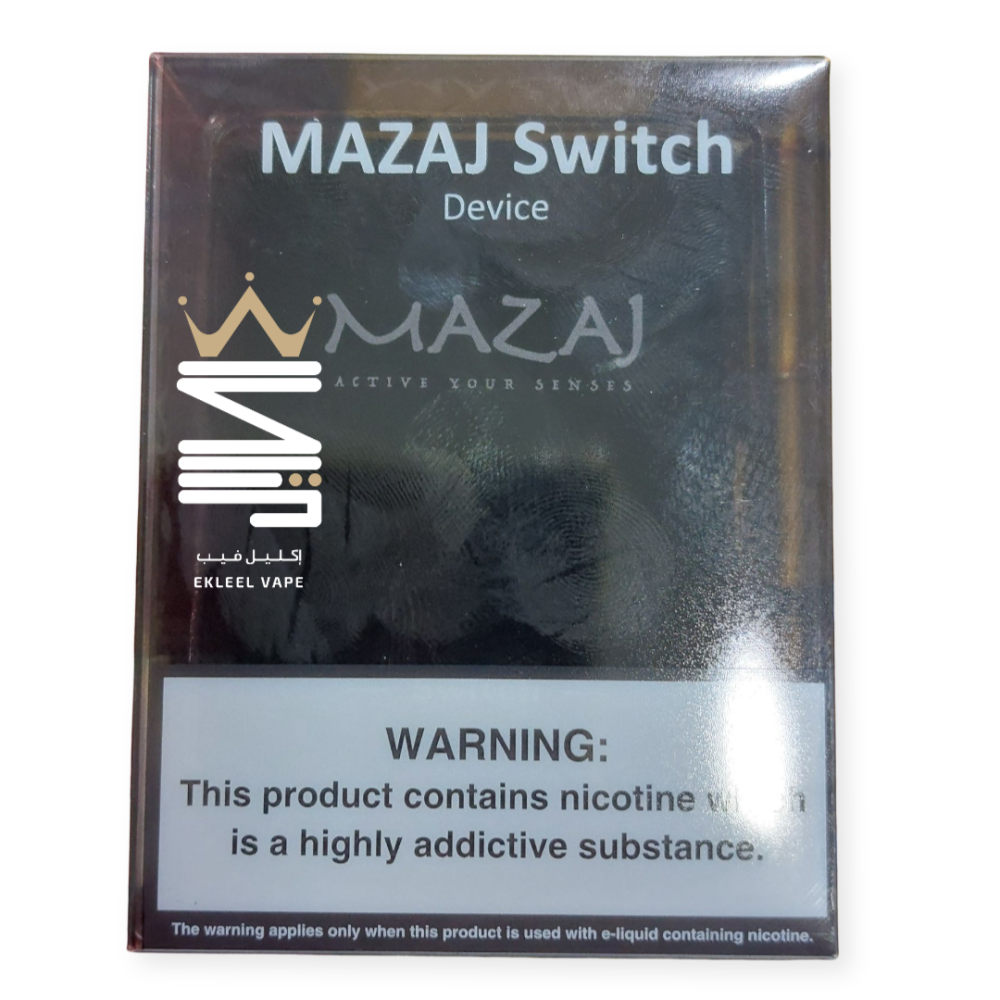 MAZAJ Switch
Device
MAZAJ
ACTIVE YOUR SENSES
إكليل
إكليل فيب
EKLEEL VAPE
WARNING:
This product contains nicotine
is a highly addictive substance.
The warning applies only when this product is used with e-liquid containing nicotine.